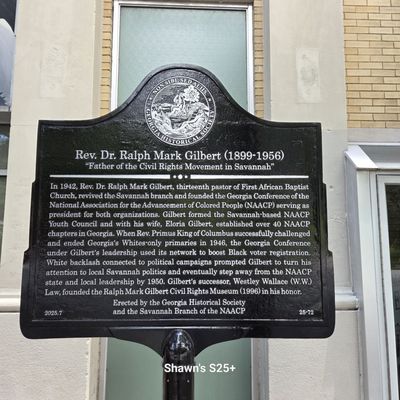 NON SIBI SED ALIIS
GEORGIA HISTORICAL SOCIETY
Rev. Dr. Ralph Mark Gilbert (1899-1956)
"Father of the Civil Rights Movement in Savannah"
In 1942, Rev. Dr. Ralph Mark Gilbert, thirteenth pastor of First African Baptist
Church, revived the Savannah branch and founded the Georgia Conference of the
National Association for the Advancement of Colored People (NAACP) serving as
president for both organizations. Gilbert formed the Savannah-based NAACP
Youth Council and with his wife, Eloria Gilbert, established over 40 NAACP
chapters in Georgia. When Rev. Primus King of Columbus successfully challenged
and ended Georgia's Whites-only primaries in 1946, the Georgia Conference
under Gilbert's leadership used its network to boost Black voter registration.
White backlash connected to political campaigns prompted Gilbert to turn his
attention to local Savannah politics and eventually step away from the NAACP
state and local leadership by 1950. Gilbert's successor, Westley Wallace (W.W.)
Law, founded the Ralph Mark Gilbert Civil Rights Museum (1996) in his honor.
Erected by the Georgia Historical Society
and the Savannah Branch of the NAACP
2025.7
25-72
Shawn's S25+